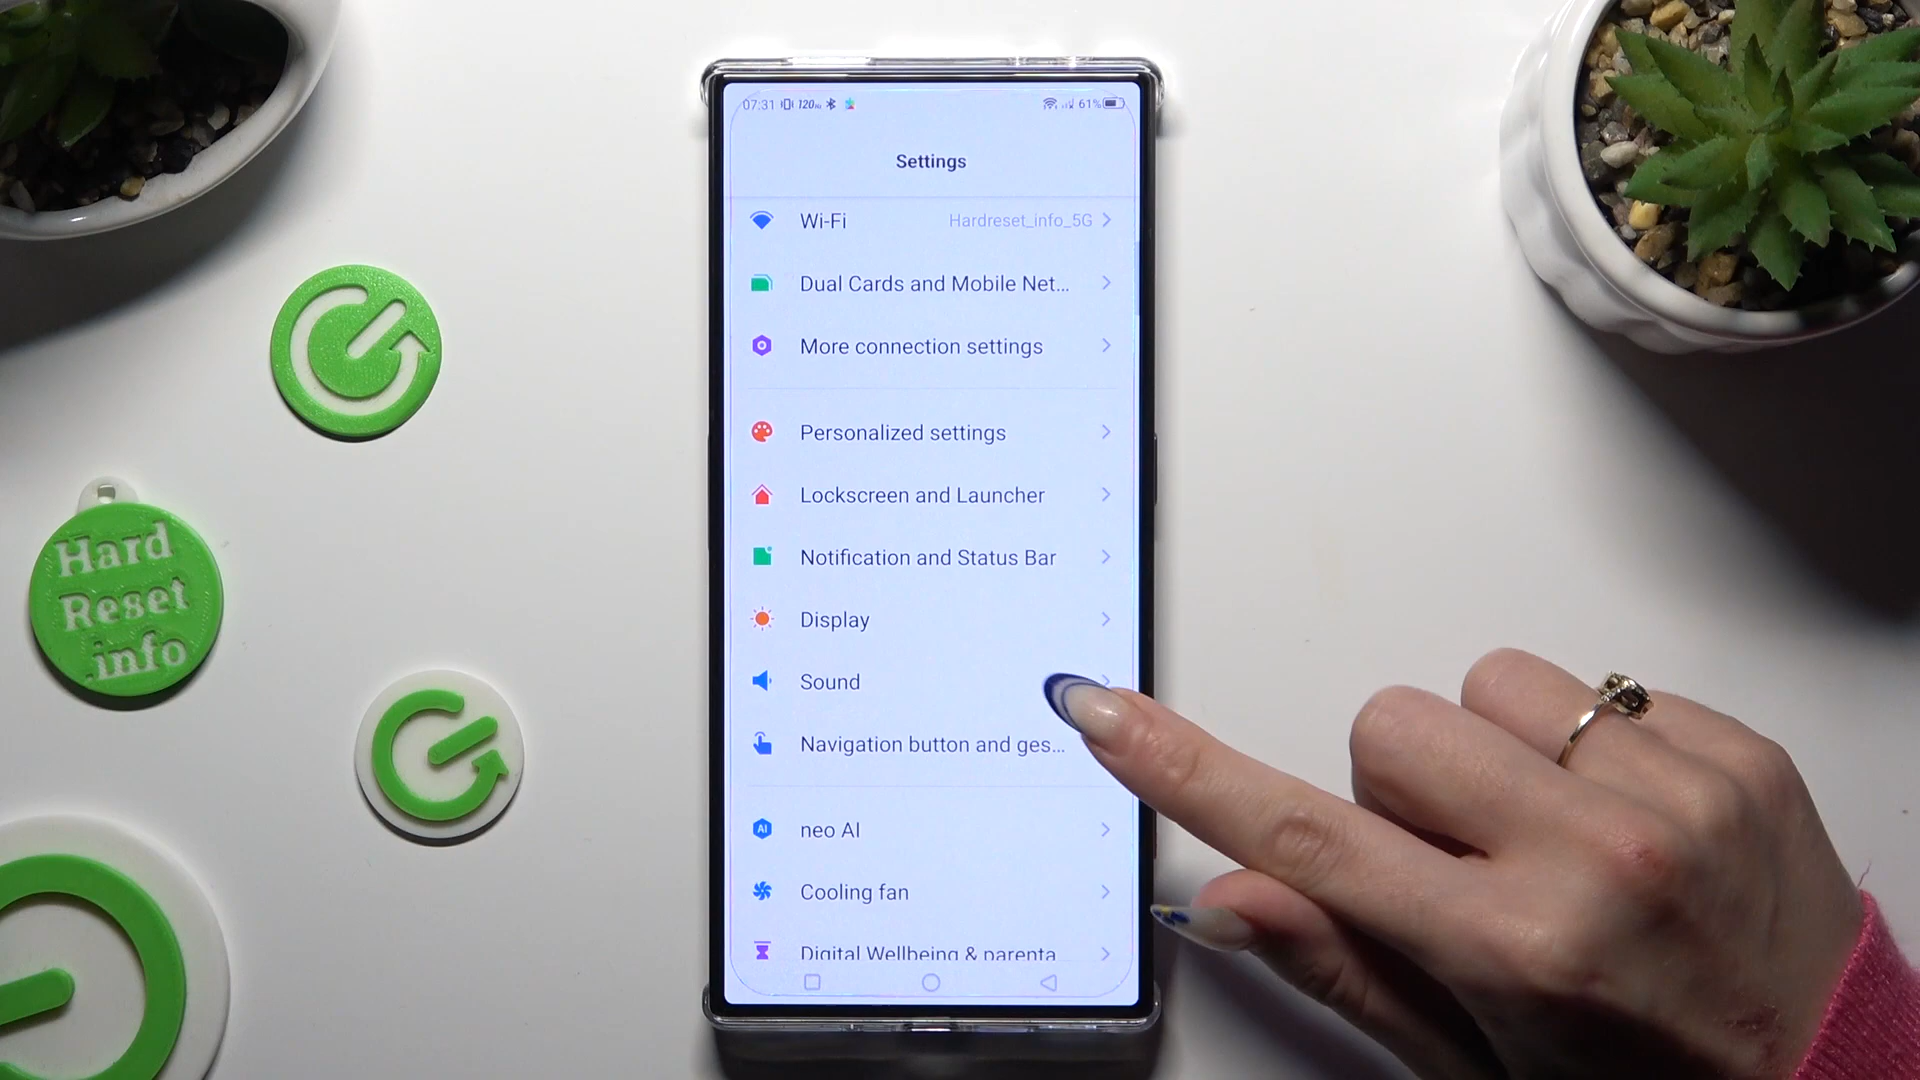 07:31 120Hz 61%
Settings
Wi-Fi Hardreset_info_5G
Dual Cards and Mobile Net...
More connection settings
Personalized settings
Lockscreen and Launcher
Notification and Status Bar
Display
Sound
Navigation button and ges...
AI neo AI
Cooling fan
Digital Wellbeing & parenta
Hard
Reset
.info